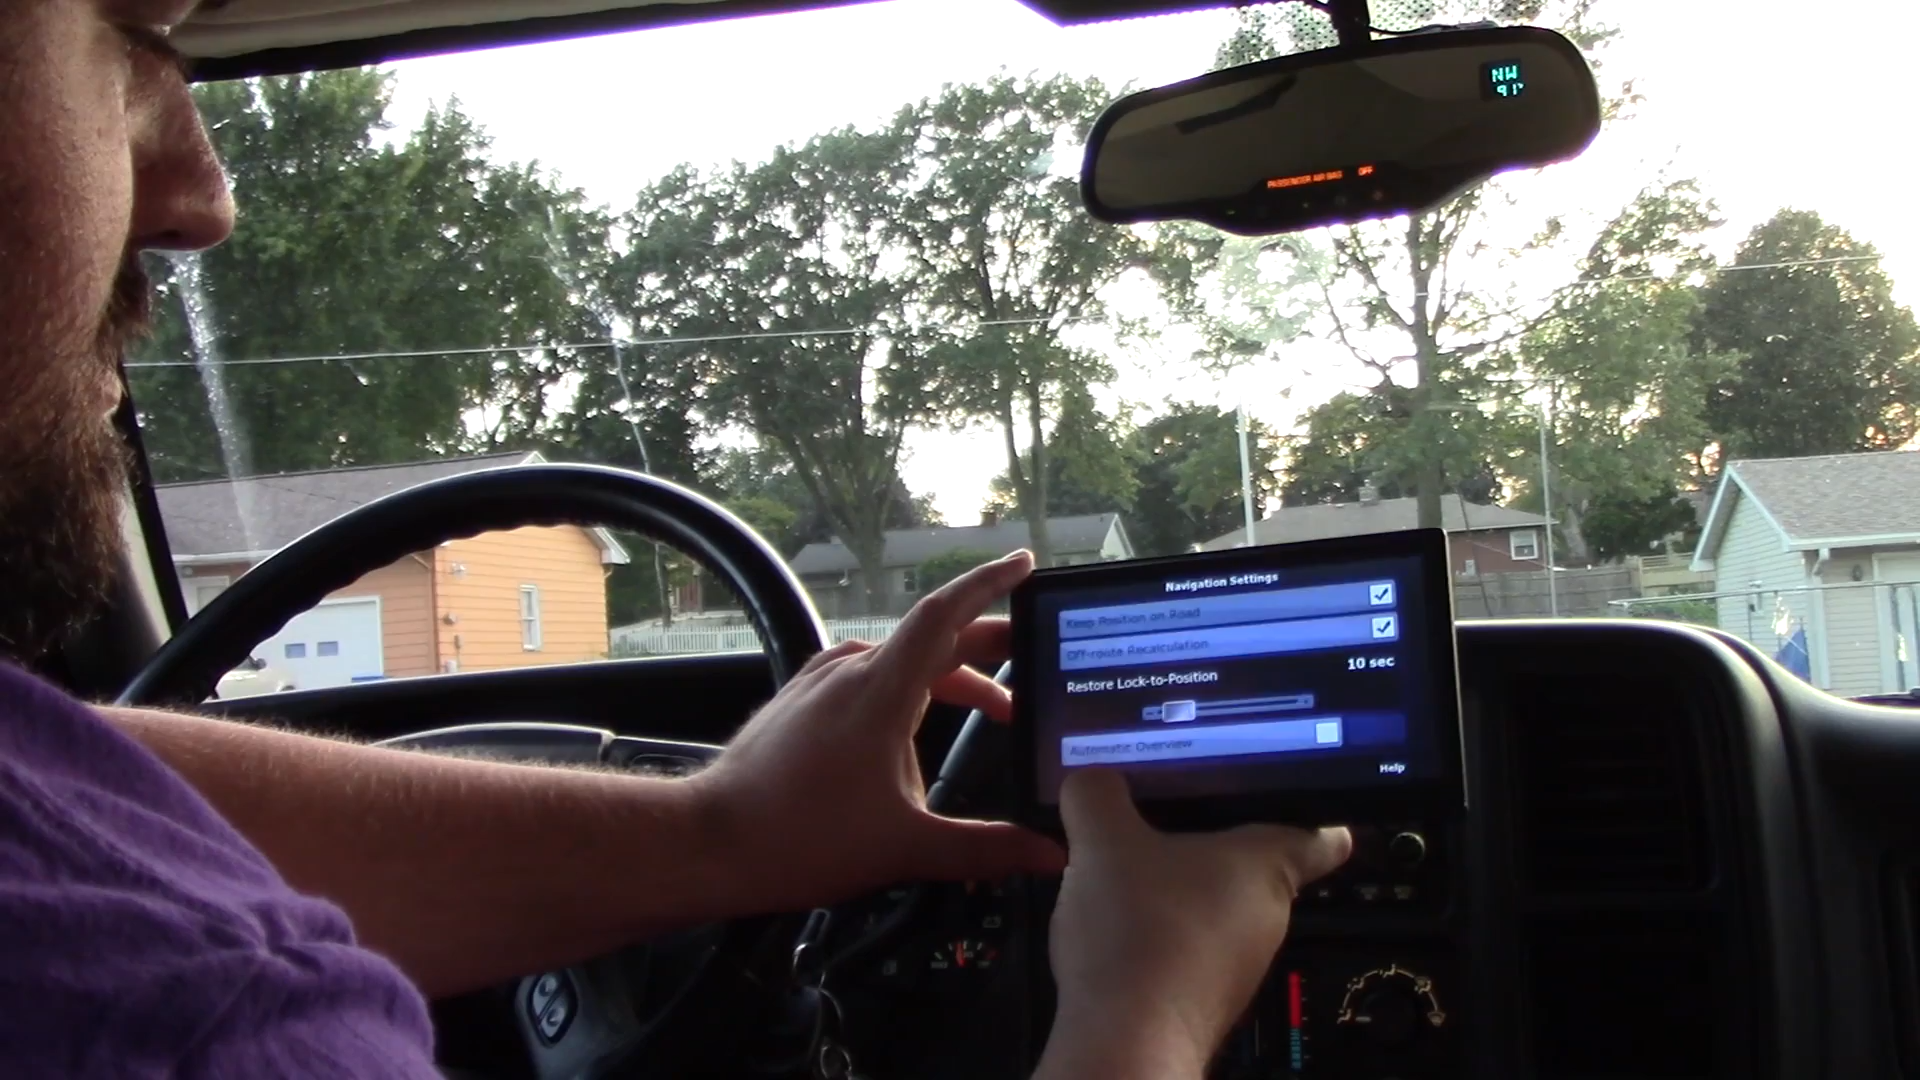 NW
91°
PASSENGER AIR BAG OFF
Navigation Settings
Keep Position on Road
Off-route Recalculation
10 sec
Restore Lock-to-Position
Automatic Overview
Help